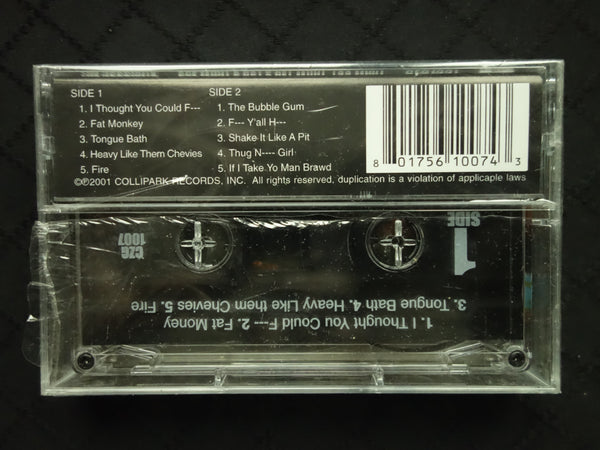 SIDE 1
1. I Thought You Could F---
2. Fat Monkey
3. Tongue Bath
4. Heavy Like Them Chevies
5. Fire
SIDE 2
1. The Bubble Gum
2. F--- Y'all H---
3. Shake It Like A Pit
4. Thug N---- Girl
5. If I Take Yo Man Brawd
©℗2001 COLLIPARK RECORDS, INC. All rights reserved, duplication is a violation of applicaple laws
8 01756 10074 3
SIDE
1
CZC
1007
1. I Thought You Could F--- 2. Fat Money
3. Tongue Bath 4. Heavy Like them Chevies 5. Fire